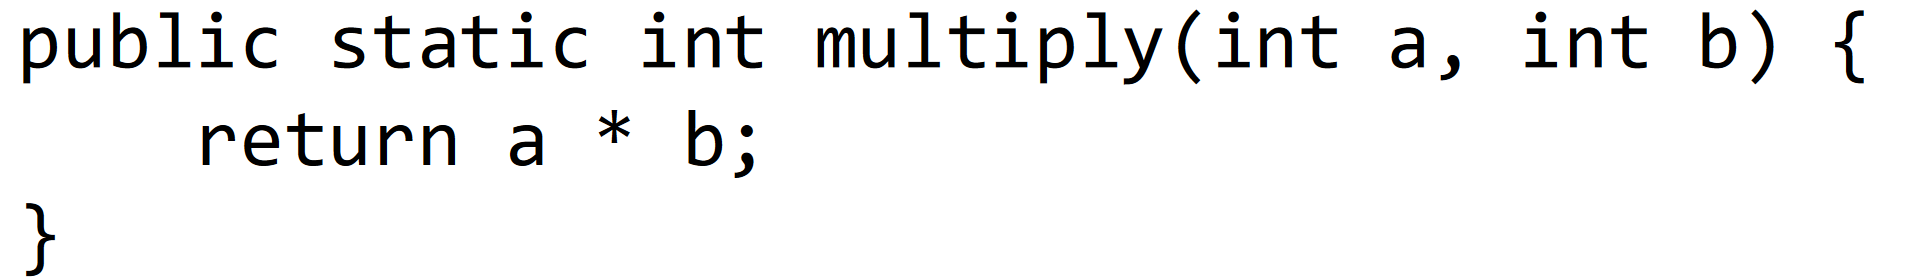 public static int multiply(int a, int b) {
    return a * b;
}